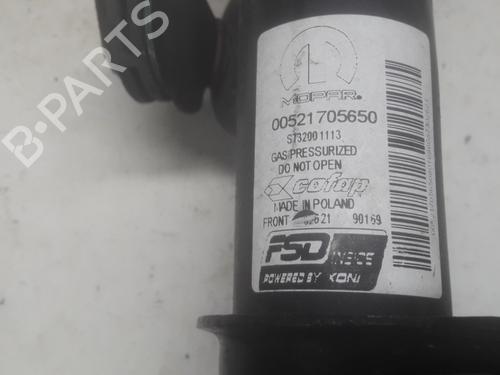 MOPAR
00521705650
S732001113
GAS PRESSURIZED
DO NOT OPEN
cofap
MADE IN POLAND
FRONT 90169
FSD INSIDE
POWERED BY KONI
B-PARTS